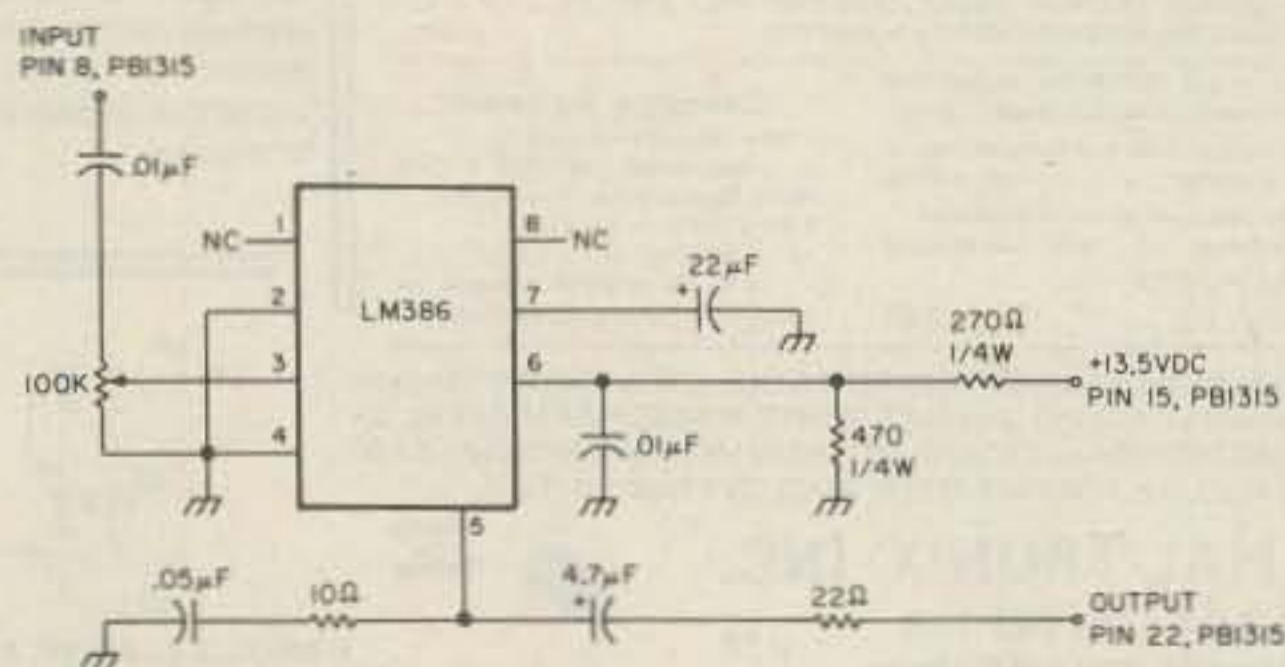 INPUT
PIN 8, PB1315
.01µF
NC
1
8
NC
2
LM386
7
22µF
+
100K
3
6
270Ω
1/4W
+13.5VDC
PIN 15, PB1315
4
.01µF
470
1/4W
5
.05µF
10Ω
4.7µF
+
22Ω
OUTPUT
PIN 22, PB1315